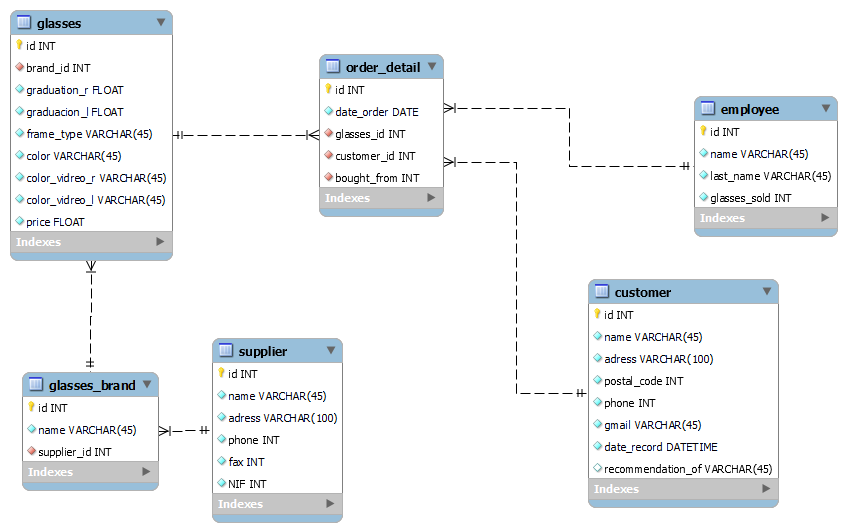 glasses
id INT
brand_id INT
graduation_r FLOAT
graduacion_l FLOAT
frame_type VARCHAR(45)
color VARCHAR(45)
color_vidreo_r VARCHAR(45)
color_vidreo_l VARCHAR(45)
price FLOAT
Indexes
order_detail
id INT
date_order DATE
glasses_id INT
customer_id INT
bought_from INT
Indexes
employee
id INT
name VARCHAR(45)
last_name VARCHAR(45)
glasses_sold INT
Indexes
customer
id INT
name VARCHAR(45)
adress VARCHAR(100)
postal_code INT
phone INT
gmail VARCHAR(45)
date_record DATETIME
recommendation_of VARCHAR(45)
Indexes
supplier
id INT
name VARCHAR(45)
adress VARCHAR(100)
phone INT
fax INT
NIF INT
Indexes
glasses_brand
id INT
name VARCHAR(45)
supplier_id INT
Indexes